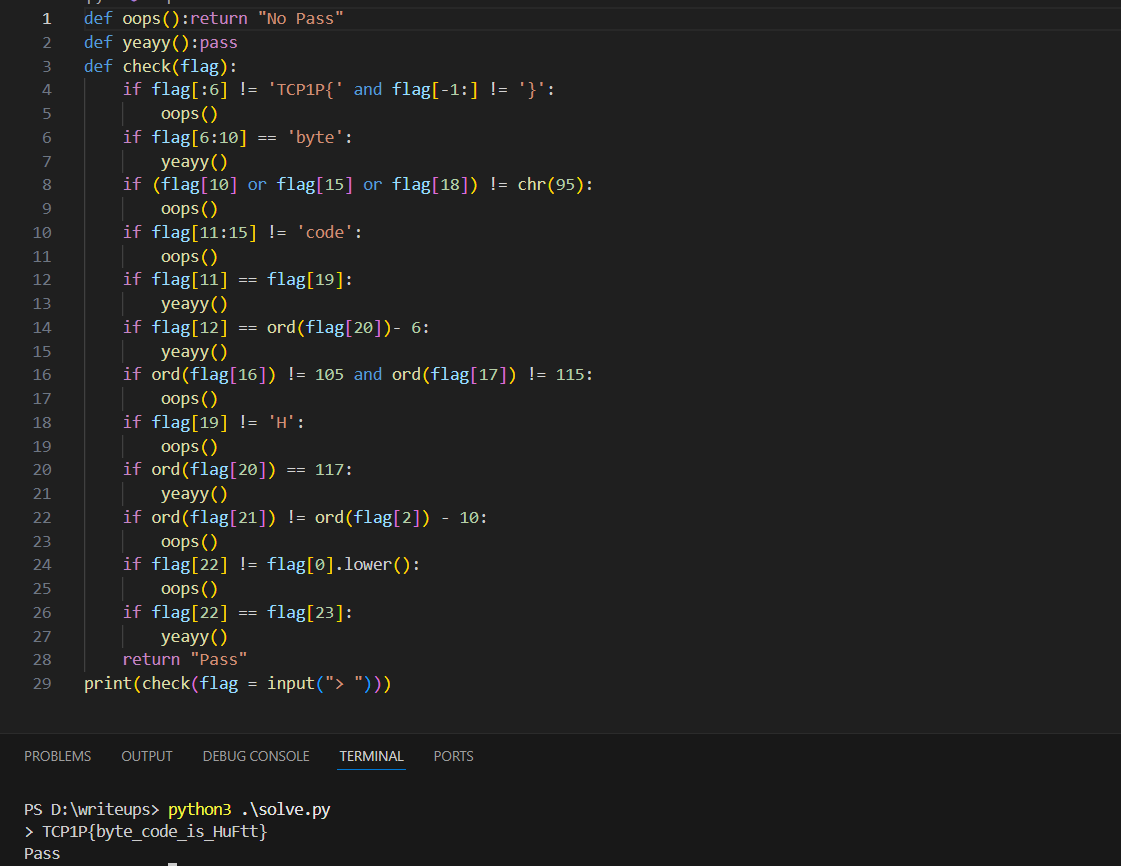 1 def oops():return "No Pass"
2 def yeayy():pass
3 def check(flag):
4     if flag[:6] != 'TCP1P{' and flag[-1:] != '}':
5         oops()
6     if flag[6:10] == 'byte':
7         yeayy()
8     if (flag[10] or flag[15] or flag[18]) != chr(95):
9         oops()
10     if flag[11:15] != 'code':
11         oops()
12     if flag[11] == flag[19]:
13         yeayy()
14     if flag[12] == ord(flag[20])- 6:
15         yeayy()
16     if ord(flag[16]) != 105 and ord(flag[17]) != 115:
17         oops()
18     if flag[19] != 'H':
19         oops()
20     if ord(flag[20]) == 117:
21         yeayy()
22     if ord(flag[21]) != ord(flag[2]) - 10:
23         oops()
24     if flag[22] != flag[0].lower():
25         oops()
26     if flag[22] == flag[23]:
27         yeayy()
28     return "Pass"
29 print(check(flag = input("> ")))
PROBLEMS OUTPUT DEBUG CONSOLE TERMINAL PORTS
PS D:\writeups> python3 .\solve.py
> TCP1P{byte_code_is_HuFtt}
Pass